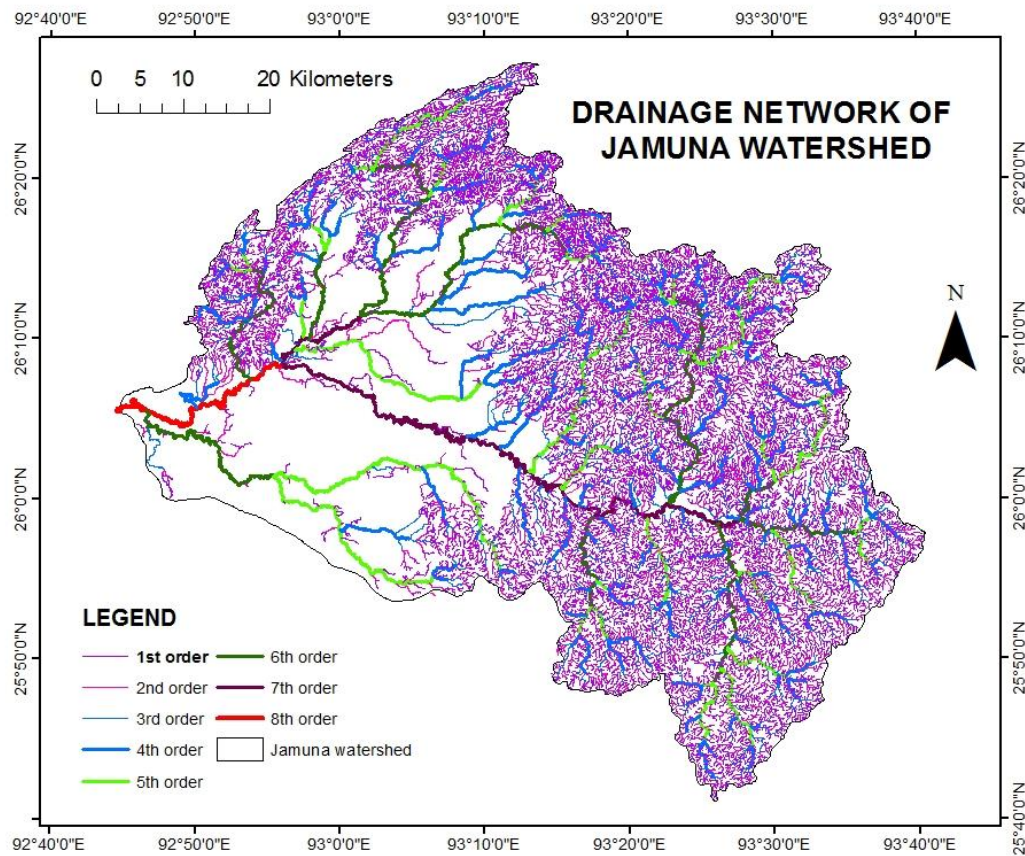 92°40'0"E 92°50'0"E 93°0'0"E 93°10'0"E 93°20'0"E 93°30'0"E 93°40'0"E
0 5 10 20 Kilometers
DRAINAGE NETWORK OF
JAMUNA WATERSHED
26°20'0"N
26°20'0"N
N
26°10'0"N
26°10'0"N
26°0'0"N
26°0'0"N
25°50'0"N
25°50'0"N
25°40'0"N
LEGEND
1st order 6th order
2nd order 7th order
3rd order 8th order
4th order Jamuna watershed
5th order
92°40'0"E 92°50'0"E 93°0'0"E 93°10'0"E 93°20'0"E 93°30'0"E 93°40'0"E